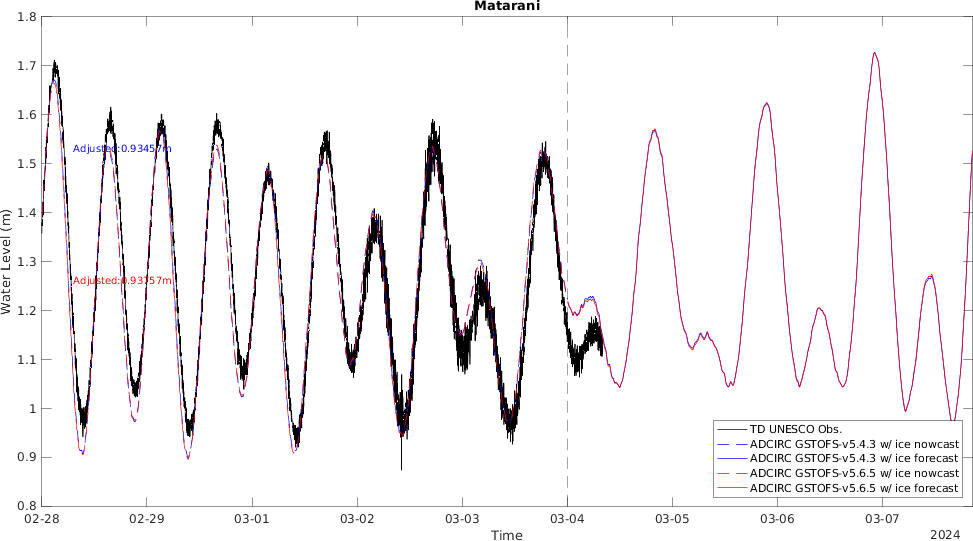 Matarani
1.8
1.7
1.6
1.5
1.4
1.3
1.2
1.1
1
0.9
0.8
Water Level (m)
Adjusted:0.93457m
Adjusted:0.93757m
TD UNESCO Obs.
ADCIRC GSTOFS-v5.4.3 w/ ice nowcast
ADCIRC GSTOFS-v5.4.3 w/ ice forecast
ADCIRC GSTOFS-v5.6.5 w/ ice nowcast
ADCIRC GSTOFS-v5.6.5 w/ ice forecast
02-28 02-29 03-01 03-02 03-03 03-04 03-05 03-06 03-07
Time
2024